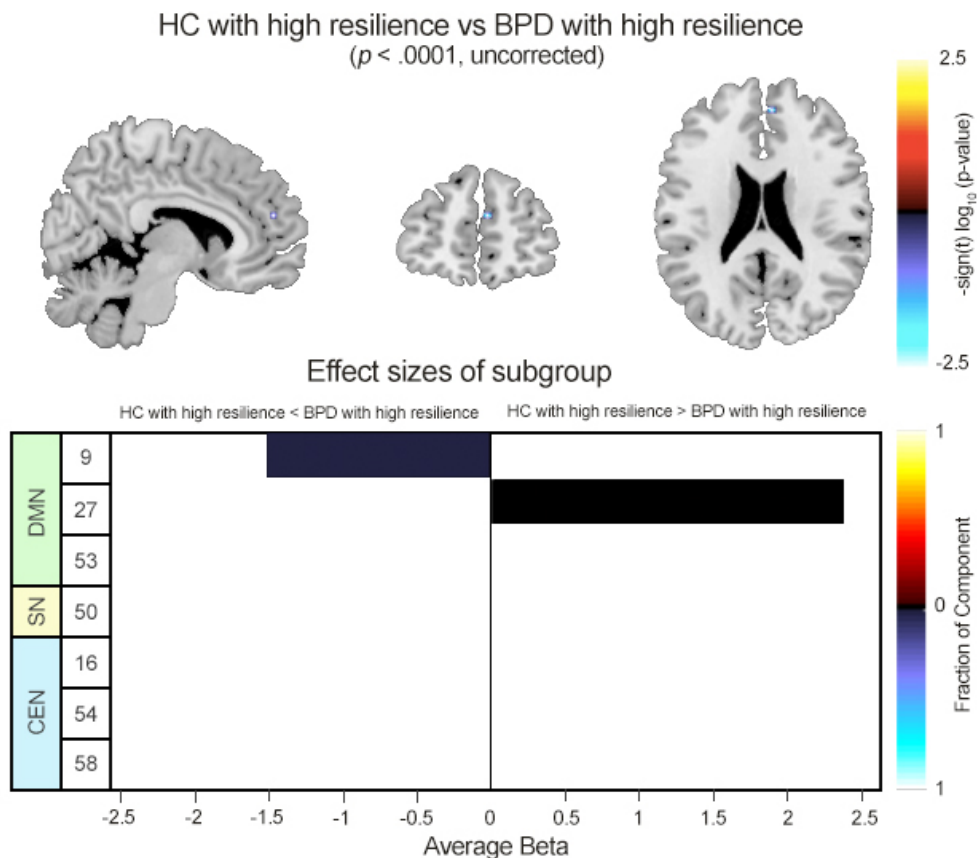 HC with high resilience vs BPD with high resilience
(p < .0001, uncorrected)
2.5
-sign(t) log10 (p-value)
-2.5
Effect sizes of subgroup
HC with high resilience < BPD with high resilience
HC with high resilience > BPD with high resilience
DMN
9
27
53
SN
50
CEN
16
54
58
1
0
1
Fraction of Component
-2.5 -2 -1.5 -1 -0.5 0 0.5 1 1.5 2 2.5
Average Beta